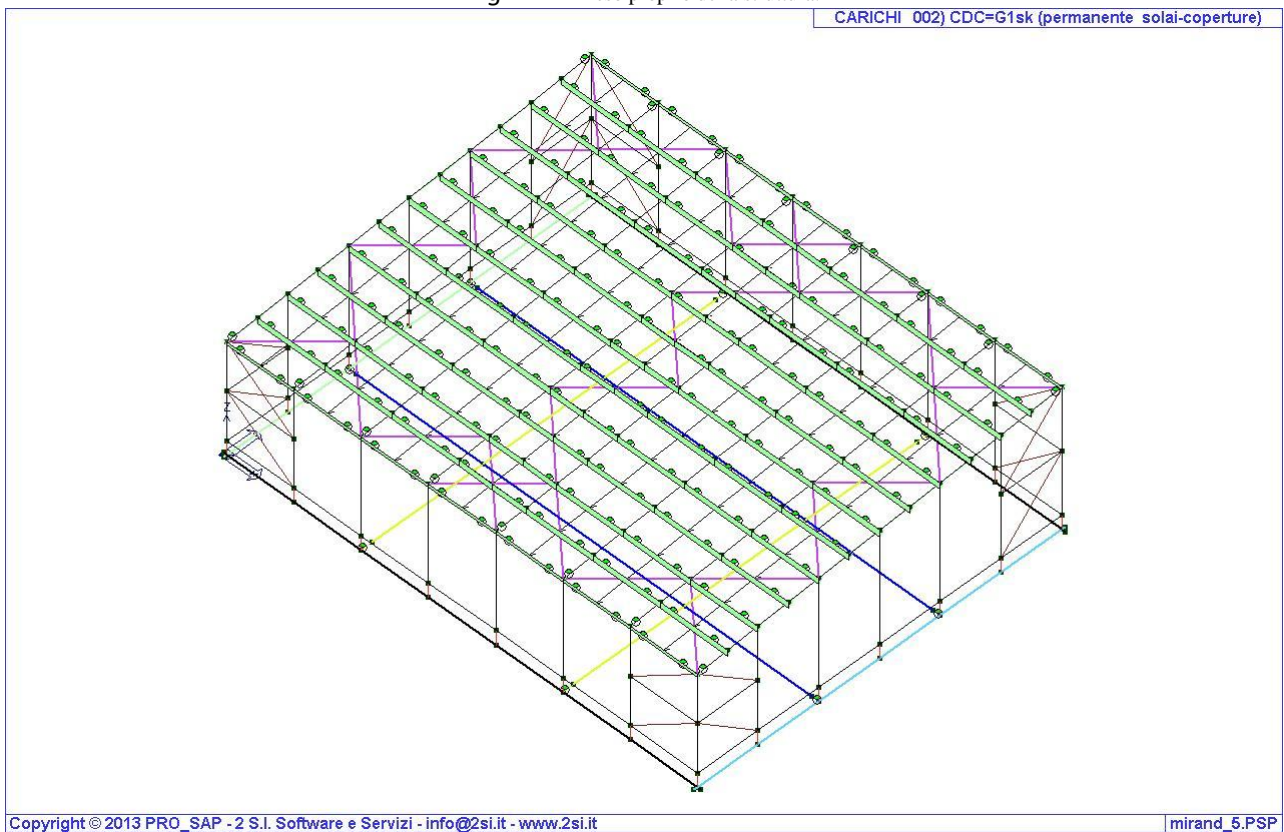 CARICHI 002) CDC=G1sk (permanente solai-coperture)
Z
Copyright © 2013 PRO_SAP - 2 S.I. Software e Servizi - info@2si.it - www.2si.it
mirand_5.PSP